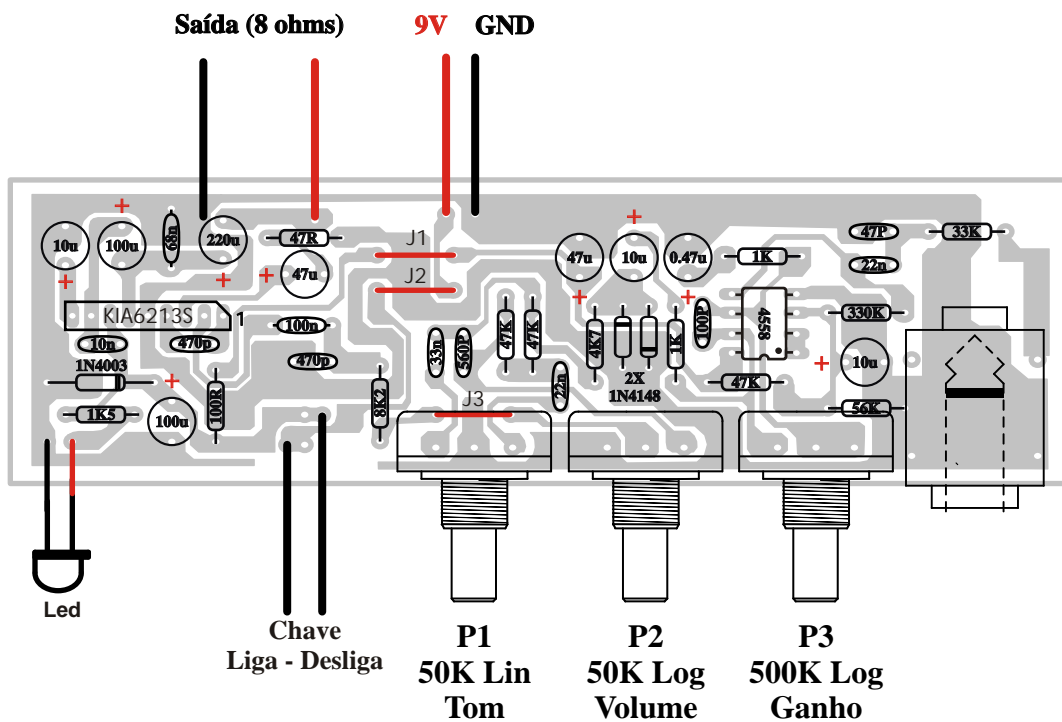 Saída (8 ohms)
9V GND
10u
100u
68n
220u
47R
47u
J1
J2
47u
10u
0.47u
1K
47P
33K
22n
KIA6213S
1
100n
10n
470p
470p
1N4003
1K5
100u
100R
8K2
33n
560P
47K
47K
22n
J3
4K7
2X
1N4148
1K
100P
4558
47K
330K
10u
56K
Led
Chave
Liga - Desliga
P1
50K Lin
Tom
P2
50K Log
Volume
P3
500K Log
Ganho